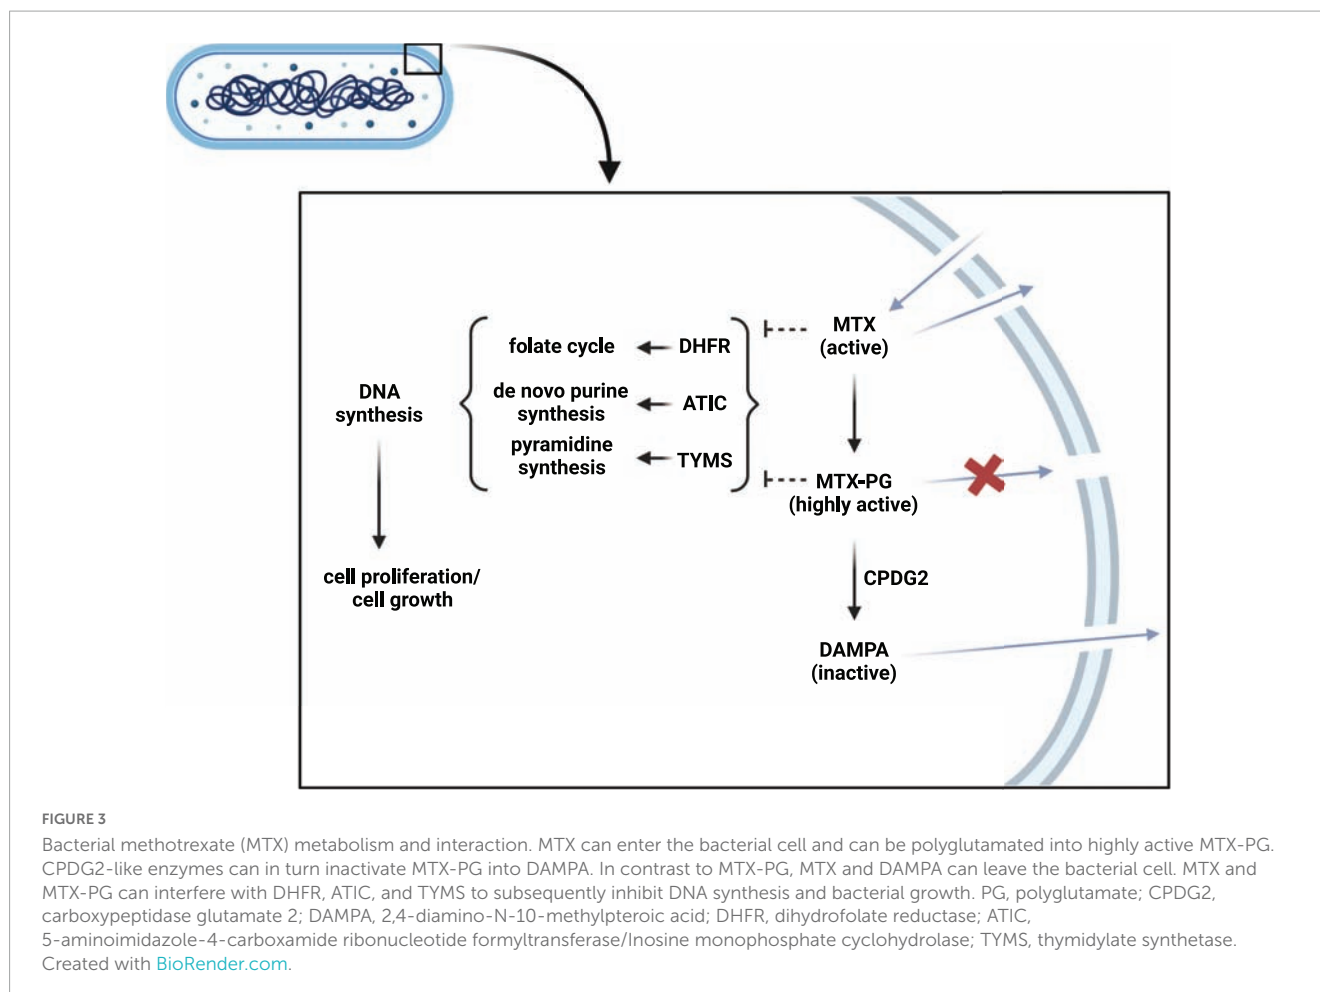 MTX
(active)
folate cycle
DHFR
DNA
synthesis
de novo purine
synthesis
ATIC
pyramidine
synthesis
TYMS
MTX-PG
(highly active)
cell proliferation/
cell growth
CPDG2
DAMPA
(inactive)
FIGURE 3
Bacterial methotrexate (MTX) metabolism and interaction. MTX can enter the bacterial cell and can be polyglutamated into highly active MTX-PG.
CPDG2-like enzymes can in turn inactivate MTX-PG into DAMPA. In contrast to MTX-PG, MTX and DAMPA can leave the bacterial cell. MTX and
MTX-PG can interfere with DHFR, ATIC, and TYMS to subsequently inhibit DNA synthesis and bacterial growth. PG, polyglutamate; CPDG2,
carboxypeptidase glutamate 2; DAMPA, 2,4-diamino-N-10-methylpteroic acid; DHFR, dihydrofolate reductase; ATIC,
5-aminoimidazole-4-carboxamide ribonucleotide formyltransferase/Inosine monophosphate cyclohydrolase; TYMS, thymidylate synthetase.
Created with BioRender.com.